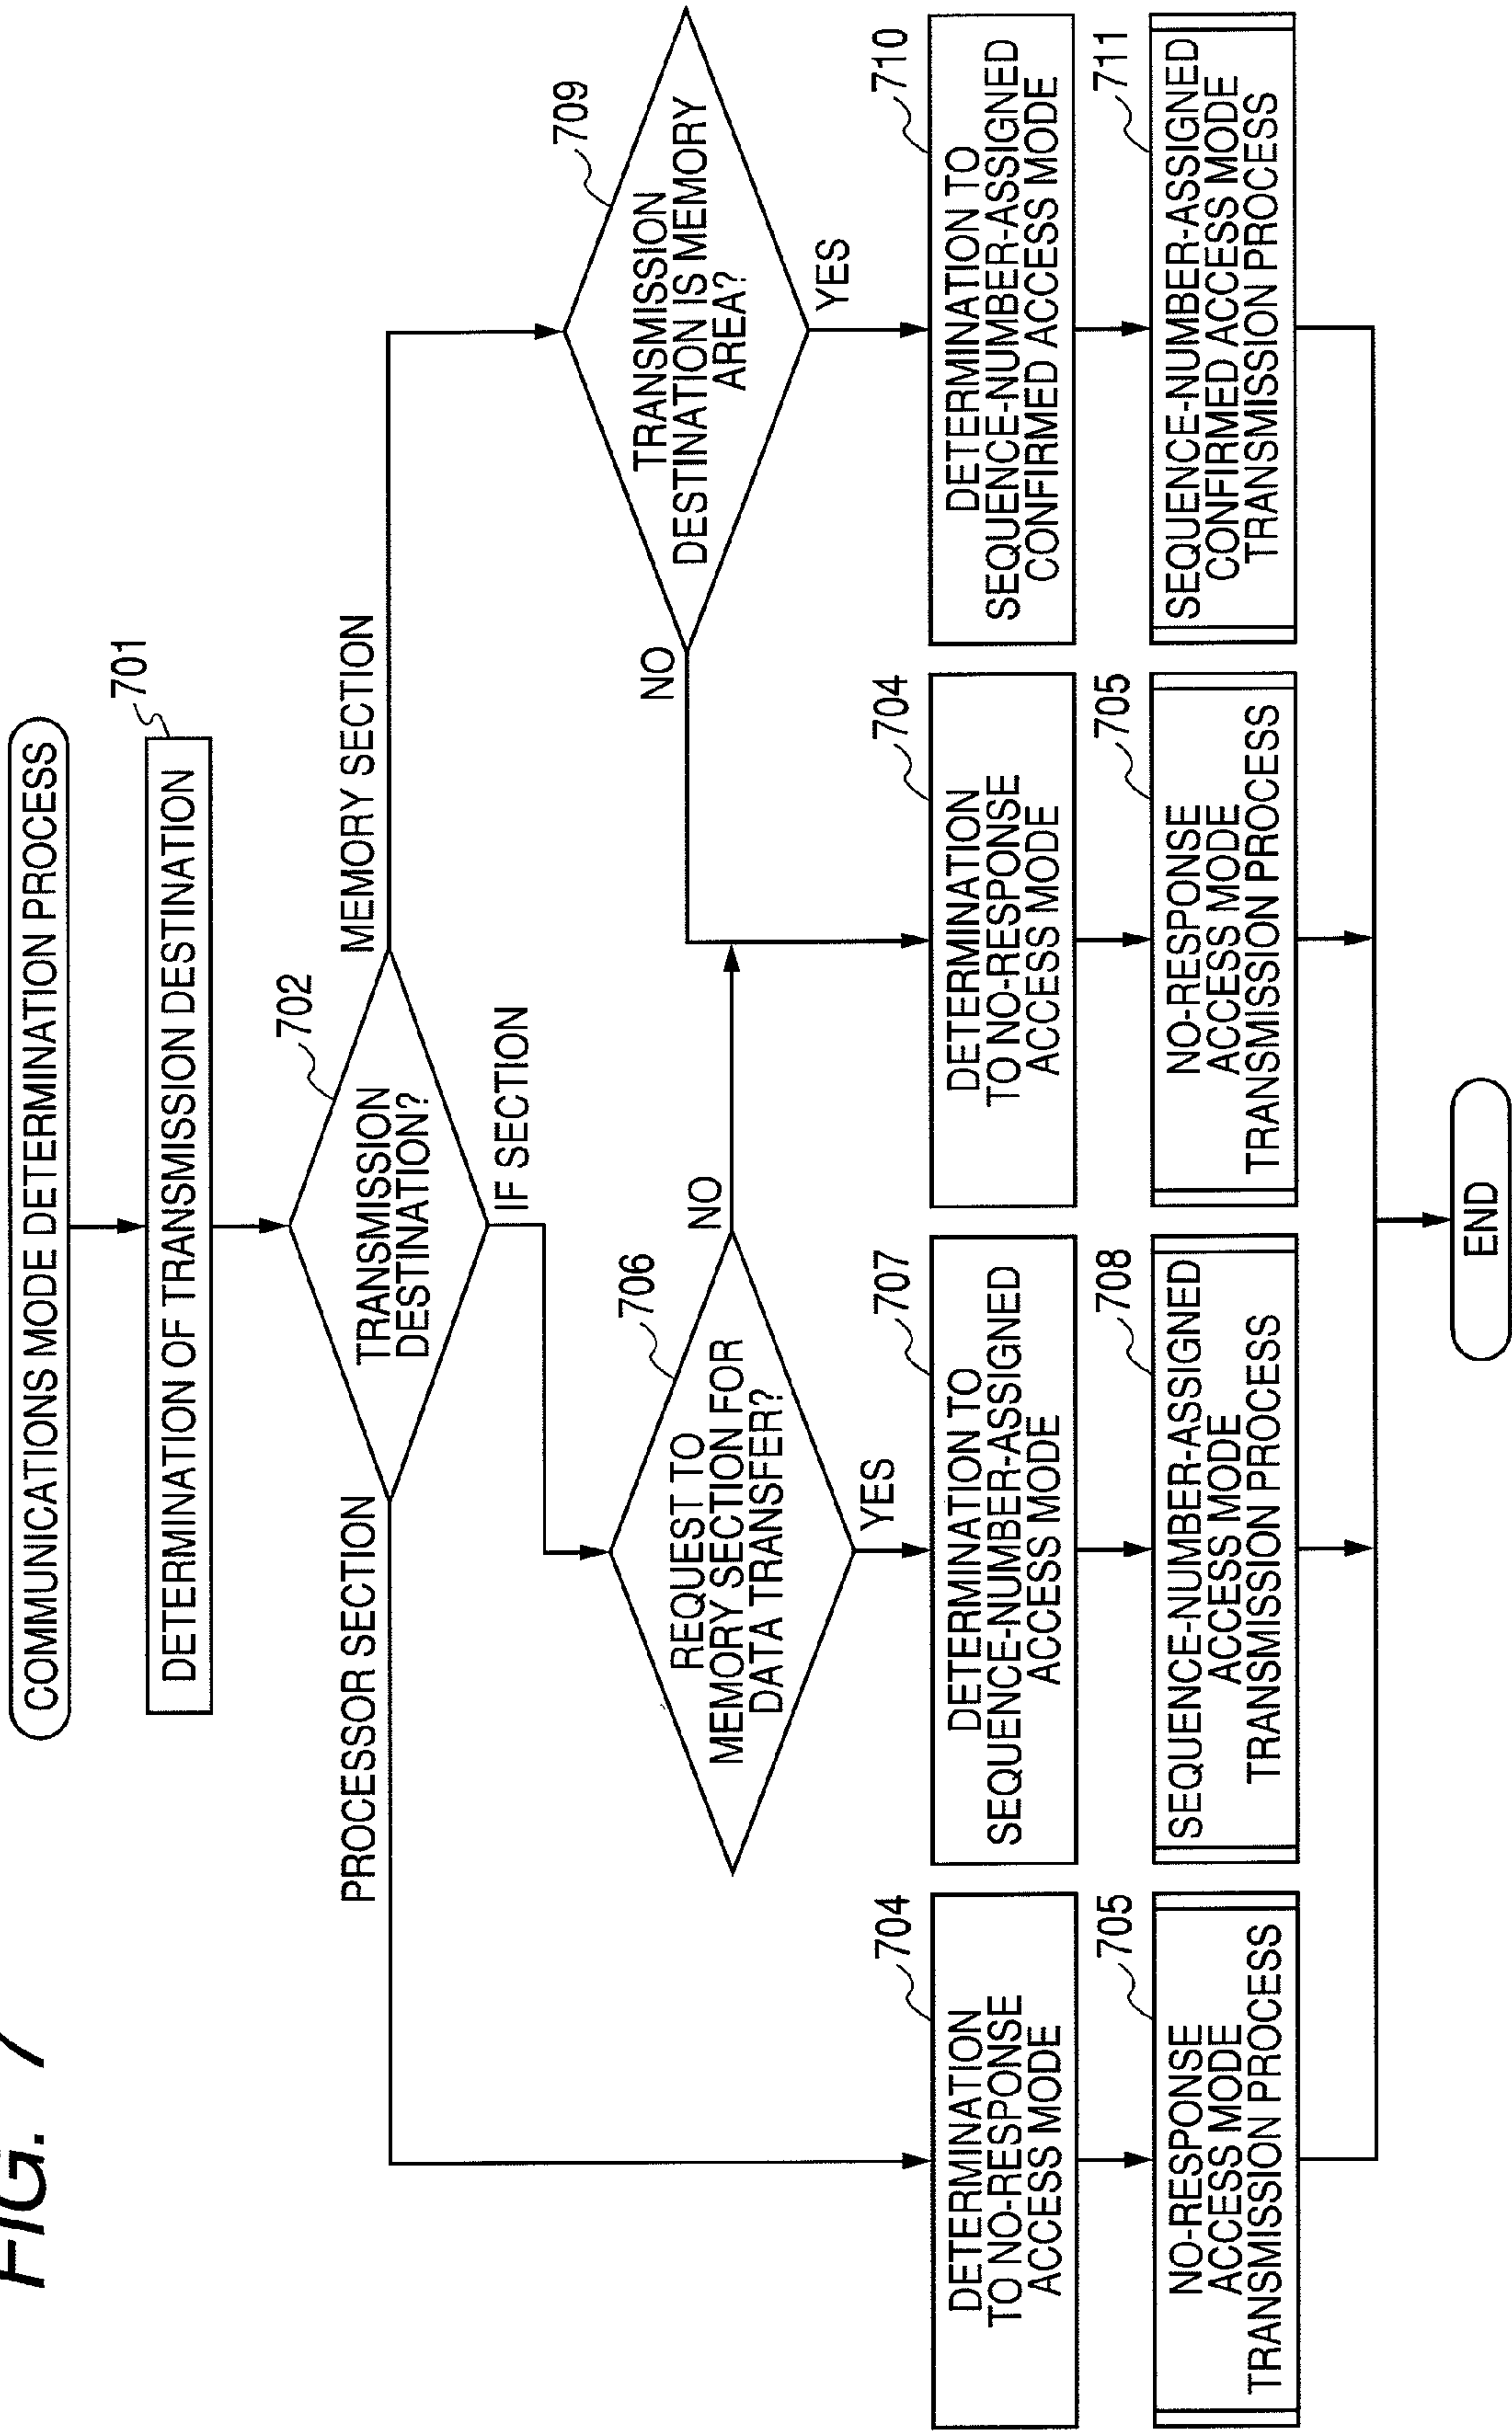 FIG. 7
COMMUNICATIONS MODE DETERMINATION PROCESS
701
DETERMINATION OF TRANSMISSION DESTINATION
702
TRANSMISSION
DESTINATION?
PROCESSOR SECTION
MEMORY SECTION
IF SECTION
706
REQUEST TO
MEMORY SECTION FOR
DATA TRANSFER?
NO
YES
709
TRANSMISSION
DESTINATION IS MEMORY
AREA?
NO
YES
704
DETERMINATION
TO NO-RESPONSE
ACCESS MODE
707
DETERMINATION TO
SEQUENCE-NUMBER-ASSIGNED
ACCESS MODE
704
DETERMINATION
TO NO-RESPONSE
ACCESS MODE
710
DETERMINATION TO
SEQUENCE-NUMBER-ASSIGNED
CONFIRMED ACCESS MODE
705
NO-RESPONSE
ACCESS MODE
TRANSMISSION PROCESS
708
SEQUENCE-NUMBER-ASSIGNED
ACCESS MODE
TRANSMISSION PROCESS
705
NO-RESPONSE
ACCESS MODE
TRANSMISSION PROCESS
711
SEQUENCE-NUMBER-ASSIGNED
CONFIRMED ACCESS MODE
TRANSMISSION PROCESS
END